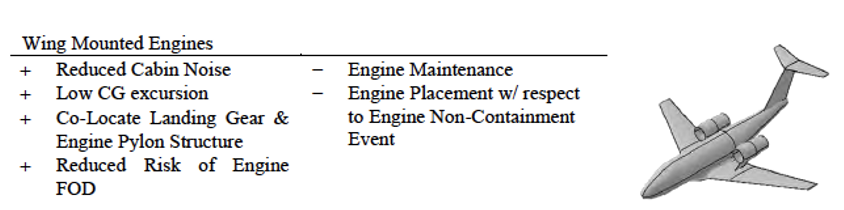 Wing Mounted Engines
+ Reduced Cabin Noise
+ Low CG excursion
+ Co-Locate Landing Gear &
Engine Pylon Structure
+ Reduced Risk of Engine
FOD
− Engine Maintenance
− Engine Placement w/ respect
to Engine Non-Containment
Event